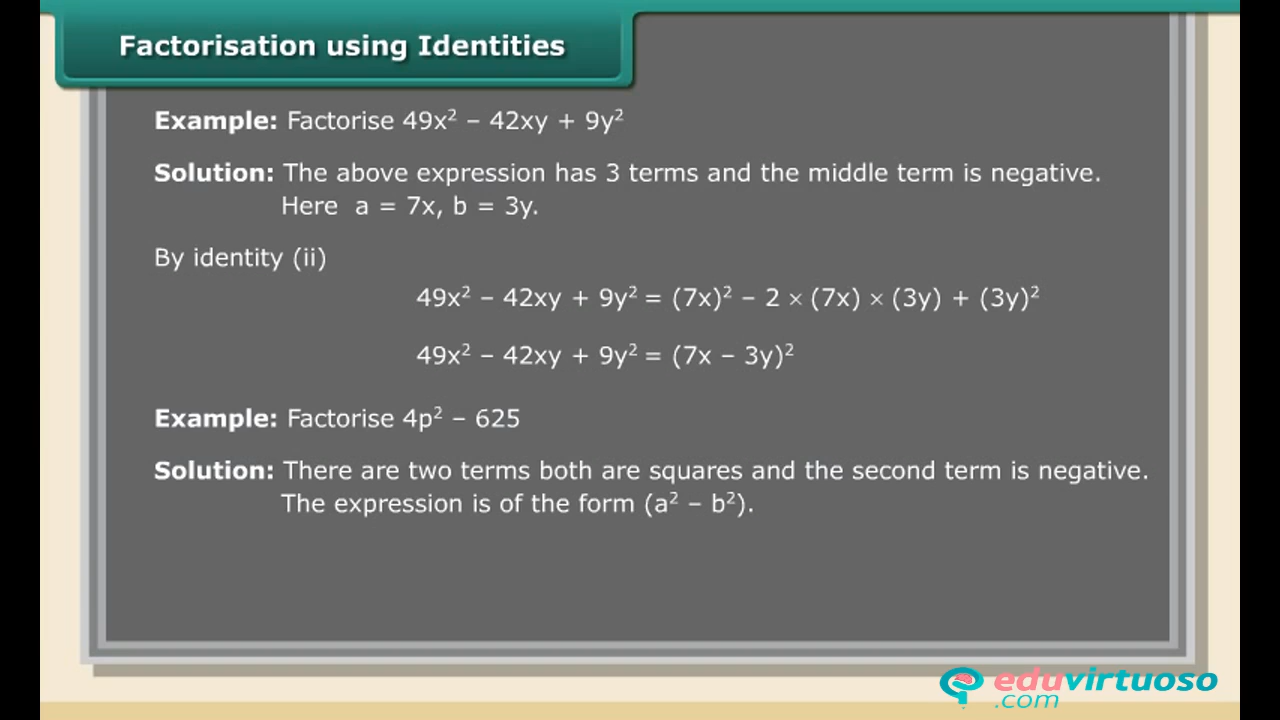 Factorisation using Identities
Example: Factorise 49x² – 42xy + 9y²
Solution: The above expression has 3 terms and the middle term is negative.
Here a = 7x, b = 3y.
By identity (ii)
49x² – 42xy + 9y² = (7x)² – 2 × (7x) × (3y) + (3y)²
49x² – 42xy + 9y² = (7x – 3y)²
Example: Factorise 4p² – 625
Solution: There are two terms both are squares and the second term is negative.
The expression is of the form (a² – b²).
eduvirtuoso
.com